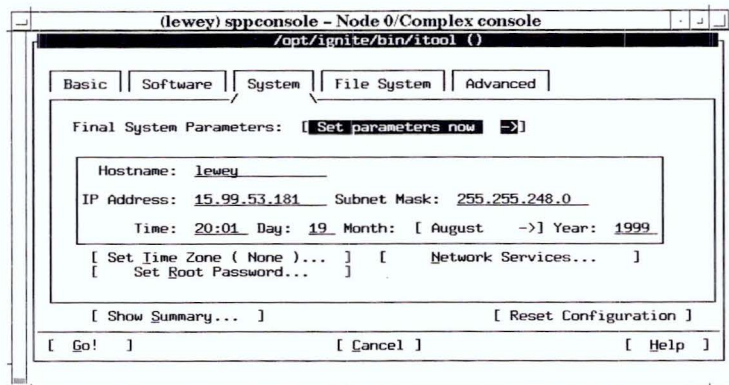 (lewey) sppconsole – Node 0/Complex console
/opt/ignite/bin/itool ()
Basic Software System File System Advanced
Final System Parameters: [ Set parameters now ->]
Hostname: lewey
IP Address: 15.99.53.181 Subnet Mask: 255.255.248.0
Time: 20:01 Day: 19 Month: [ August ->] Year: 1999
[ Set Time Zone ( None )... ] [ Network Services... ]
[ Set Root Password... ]
[ Show Summary... ] [ Reset Configuration ]
[ Go! ] [ Cancel ] [ Help ]